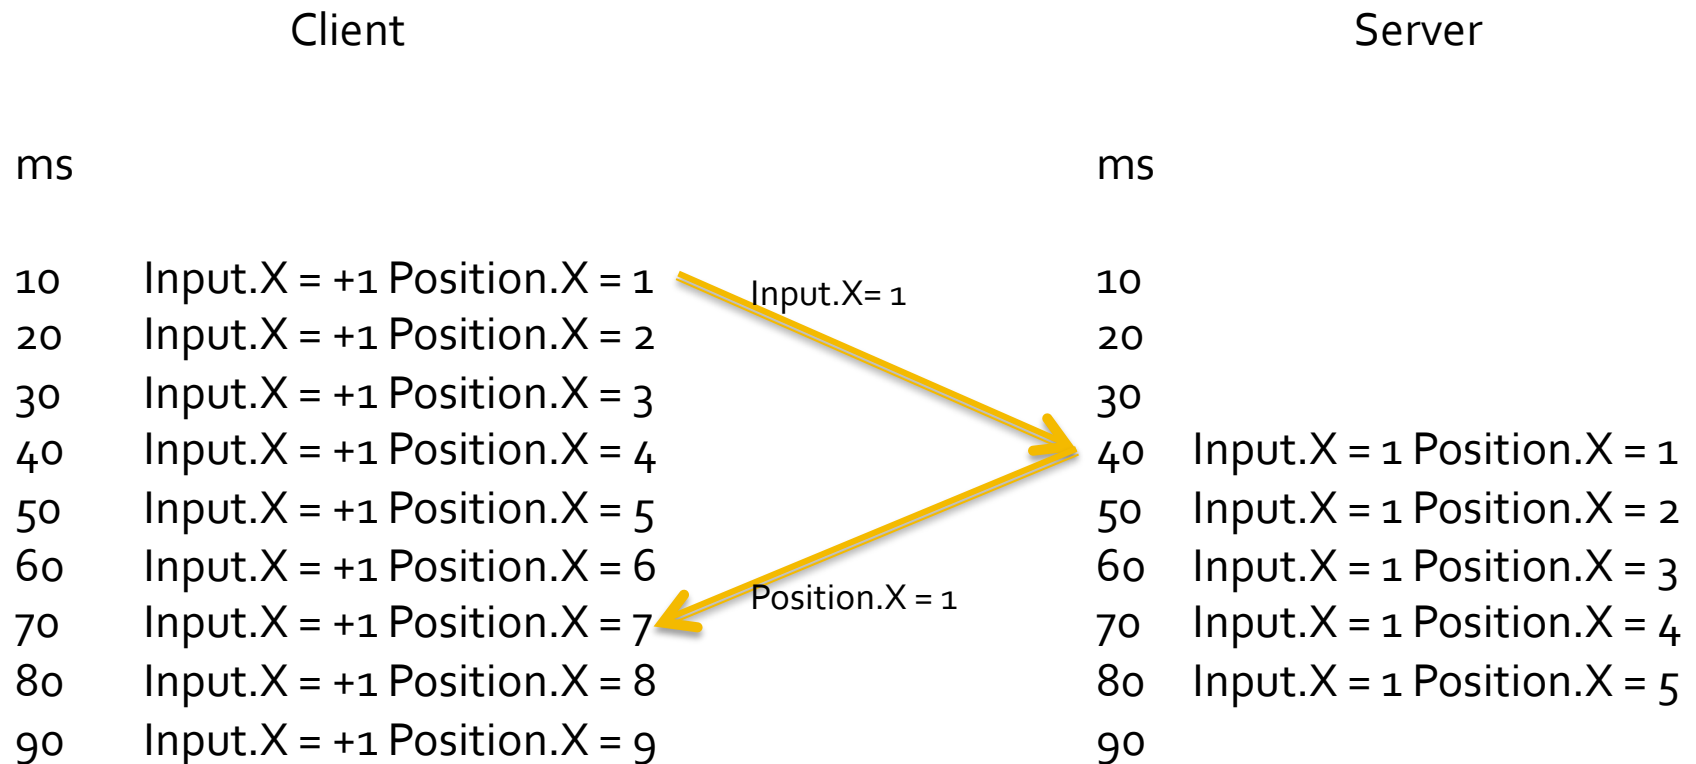 Client Server
ms ms
10 Input.X = +1 Position.X = 1 Input.X= 1 10
20 Input.X = +1 Position.X = 2 20
30 Input.X = +1 Position.X = 3 30
40 Input.X = +1 Position.X = 4 40 Input.X = 1 Position.X = 1
50 Input.X = +1 Position.X = 5 50 Input.X = 1 Position.X = 2
60 Input.X = +1 Position.X = 6 60 Input.X = 1 Position.X = 3
Position.X = 1
70 Input.X = +1 Position.X = 7 70 Input.X = 1 Position.X = 4
80 Input.X = +1 Position.X = 8 80 Input.X = 1 Position.X = 5
90 Input.X = +1 Position.X = 9 90